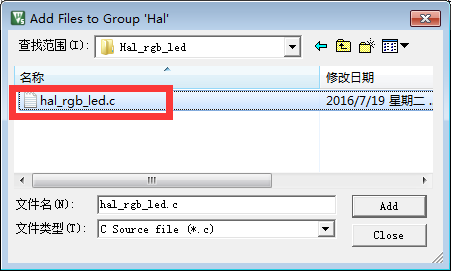 Add Files to Group 'Hal'
查找范围(I):
Hal_rgb_led
名称
修改日期
hal_rgb_led.c
2016/7/19 星期二 ...
文件名(N):
hal_rgb_led.c
Add
文件类型(T):
C Source file (*.c)
Close